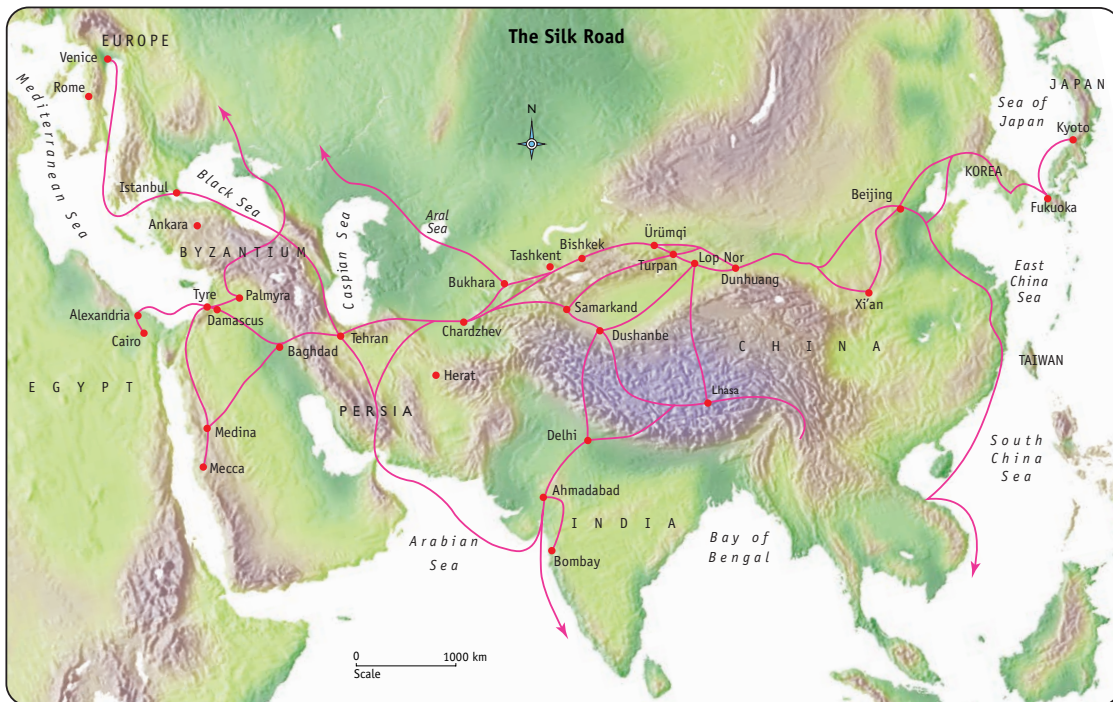 The Silk Road
EUROPE
Venice
Rome
Mediterranean Sea
Istanbul
Black Sea
Ankara
BYZANTIUM
Caspian Sea
Aral
Sea
N
Tashkent
Bishkek
Ürümqi
Turpan
Lop Nor
Dunhuang
Beijing
Xi'an
KOREA
Sea of
Japan
JAPAN
Kyoto
Fukuoka
East
China
Sea
TAIWAN
South
China
Sea
Bukhara
Samarkand
Chardzhev
Dushanbe
CHINA
Lhasa
Tyre
Palmyra
Damascus
Alexandria
Cairo
Baghdad
Tehran
Herat
EGYPT
PERSIA
Medina
Mecca
Delhi
Ahmadabad
INDIA
Bombay
Arabian
Sea
Bay of
Bengal
0 1000 km
Scale